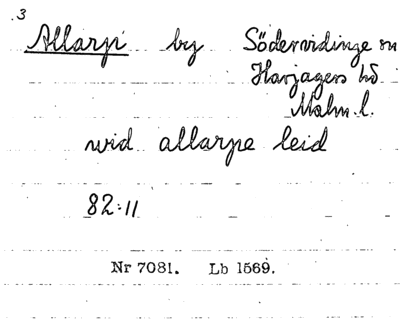 3
Allarp by Södervidinge sn
Harjagers hd
Malm. l.
wid allarpe leid
82:11
Nr 7081. Lb 1569.